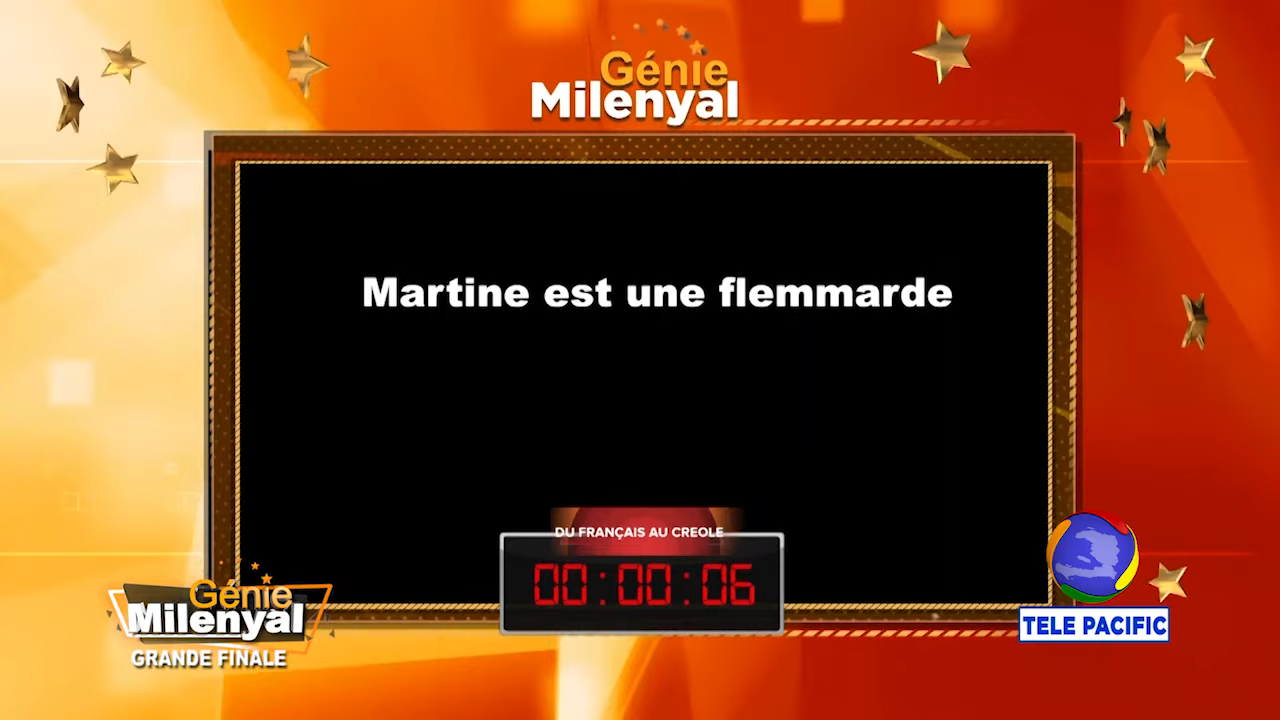 Génie
Milenyal
Martine est une flemmarde
DU FRANÇAIS AU CREOLE
00:00:06
Génie
Milenyal
GRANDE FINALE
TELE PACIFIC